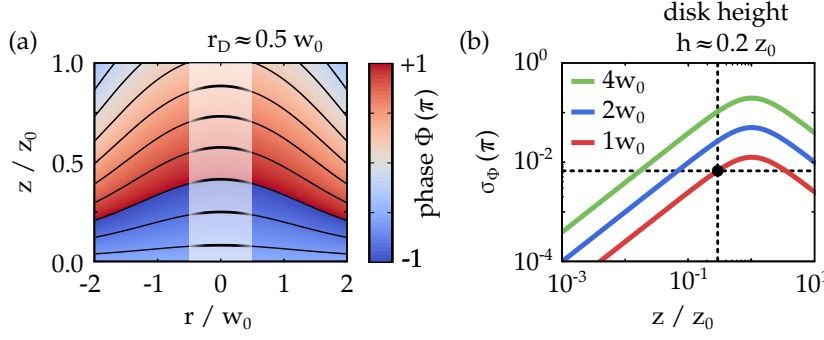 (a)
r_D ≈ 0.5 w_0
1.0
0.5
0.0
z / z_0
-2
-1
0
1
2
r / w_0
+1
-1
phase Φ (π)
(b)
disk height
h ≈ 0.2 z_0
10^0
10^-2
10^-4
σ_Φ (π)
4w_0
2w_0
1w_0
10^-3
10^-1
10^1
z / z_0